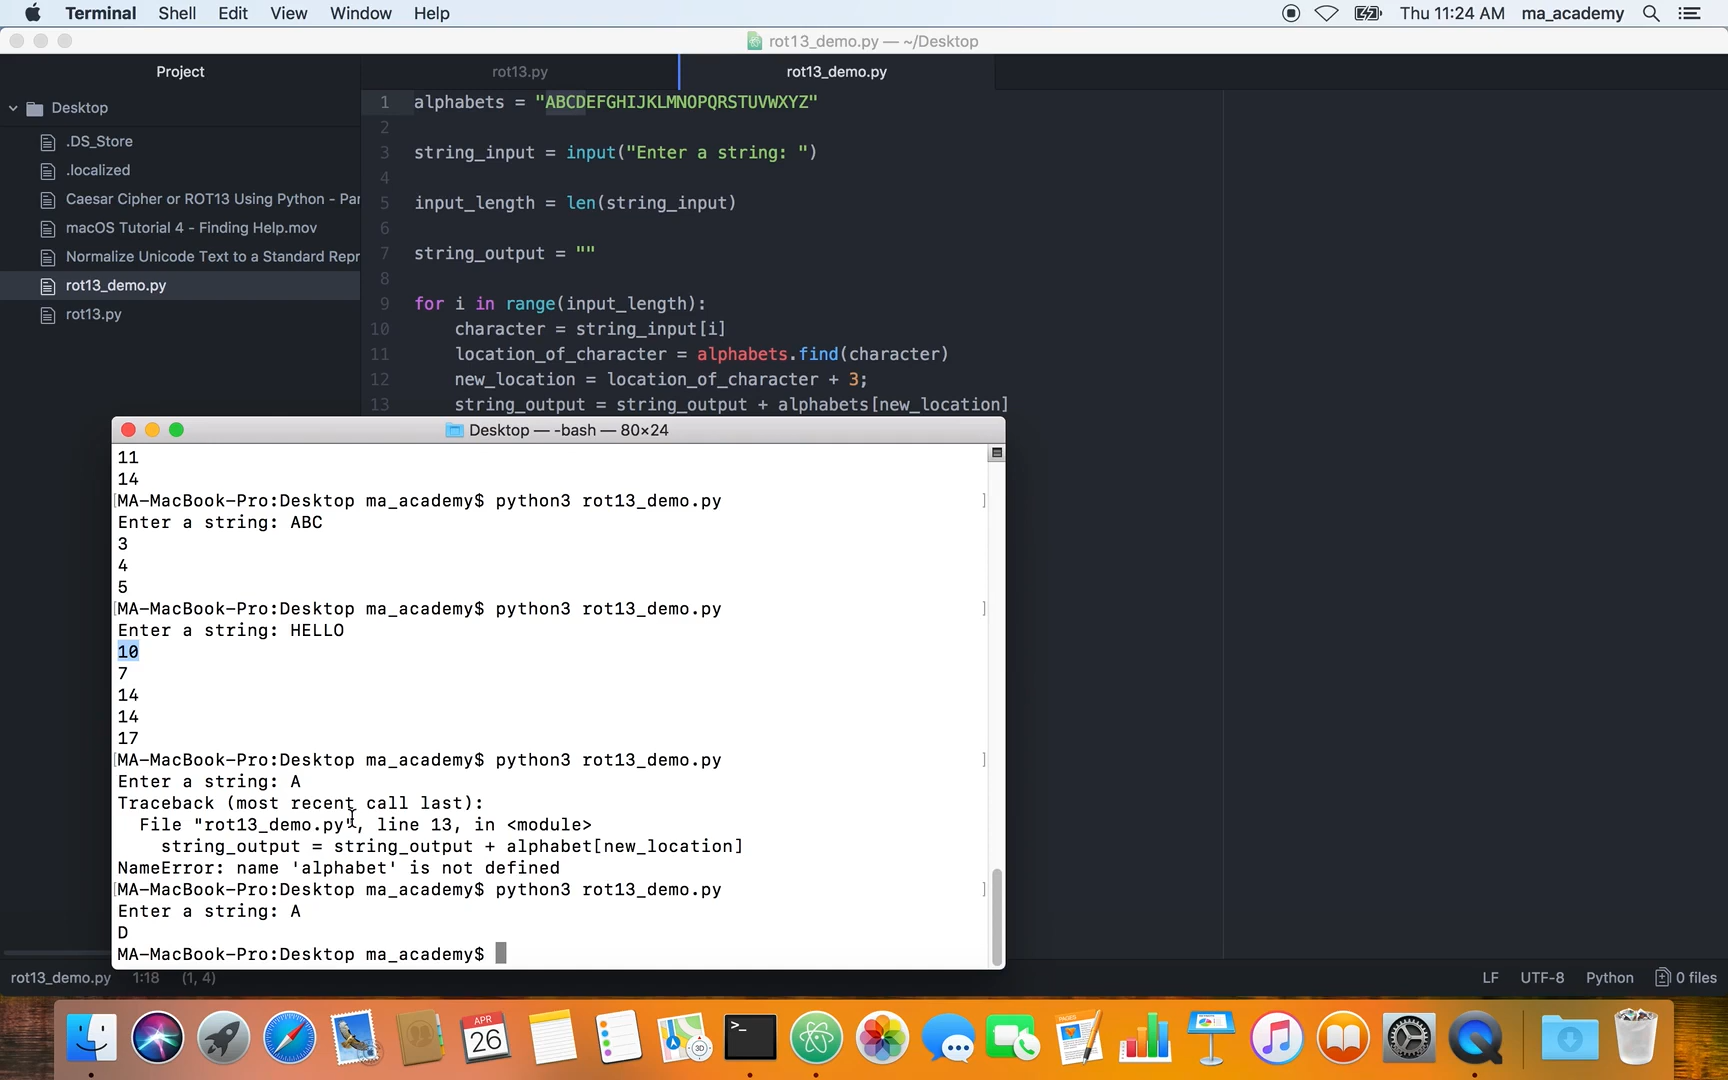 Terminal Shell Edit View Window Help Thu 11:24 AM ma_academy
rot13_demo.py — ~/Desktop
Project rot13.py rot13_demo.py
Desktop
.DS_Store
.localized
Caesar Cipher or ROT13 Using Python - Par
macOS Tutorial 4 - Finding Help.mov
Normalize Unicode Text to a Standard Repr
rot13_demo.py
rot13.py
1 alphabets = "ABCDEFGHIJKLMNOPQRSTUVWXYZ"
2
3 string_input = input("Enter a string: ")
4
5 input_length = len(string_input)
6
7 string_output = ""
8
9 for i in range(input_length):
10 character = string_input[i]
11 location_of_character = alphabets.find(character)
12 new_location = location_of_character + 3;
13 string_output = string_output + alphabets[new_location]
Desktop — -bash — 80×24
11
14
[MA-MacBook-Pro:Desktop ma_academy$ python3 rot13_demo.py ]
Enter a string: ABC
3
4
5
[MA-MacBook-Pro:Desktop ma_academy$ python3 rot13_demo.py ]
Enter a string: HELLO
10
7
14
14
17
[MA-MacBook-Pro:Desktop ma_academy$ python3 rot13_demo.py ]
Enter a string: A
Traceback (most recent call last):
File "rot13_demo.py", line 13, in <module>
string_output = string_output + alphabet[new_location]
NameError: name 'alphabet' is not defined
[MA-MacBook-Pro:Desktop ma_academy$ python3 rot13_demo.py ]
Enter a string: A
D
MA-MacBook-Pro:Desktop ma_academy$
rot13_demo.py 1:18 (1, 4) LF UTF-8 Python 0 files
APR
26
>_